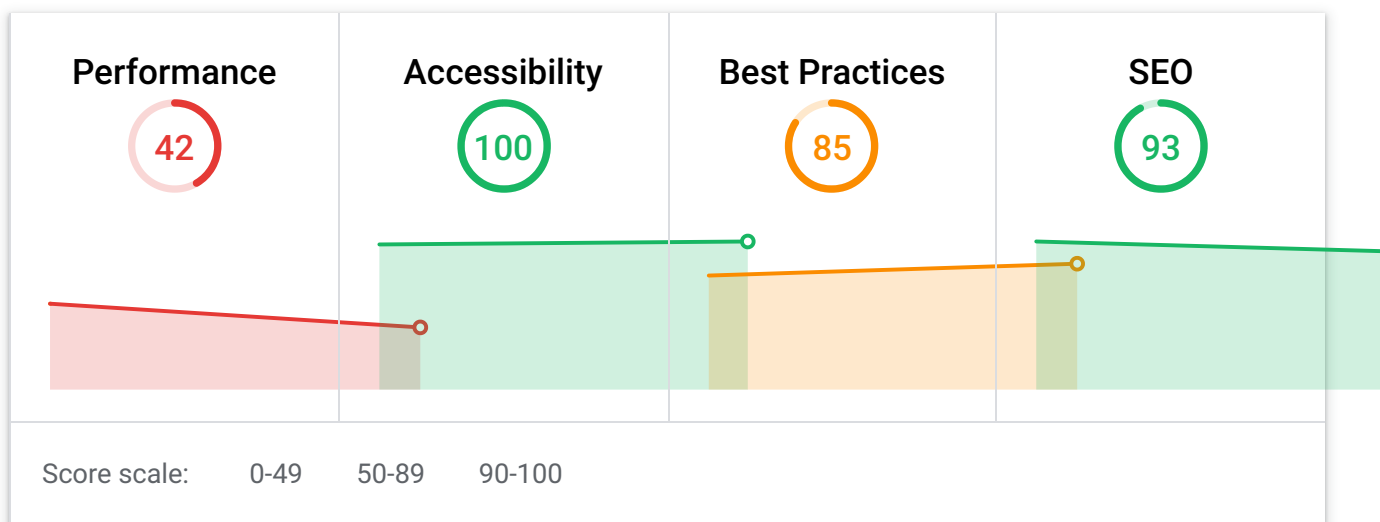 Performance Accessibility Best Practices SEO
42 100 85 93
Score scale: 0-49 50-89 90-100